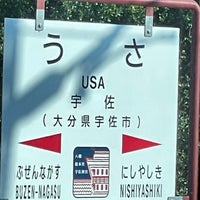 うさ
USA
宇佐
(大分県宇佐市)
ぶぜんながす にしやしき
BUZEN-NAGASU NISHIYASHIKI